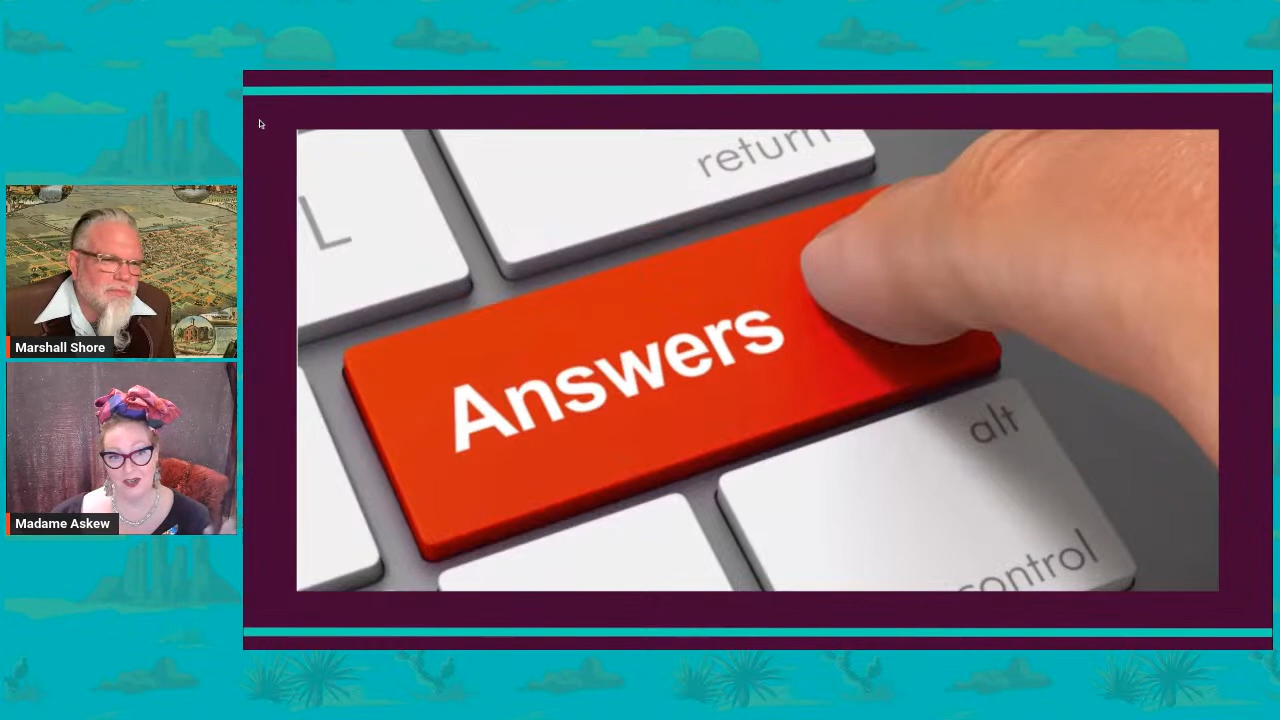 Marshall Shore
Madame Askew
L
return
Answers
alt
control